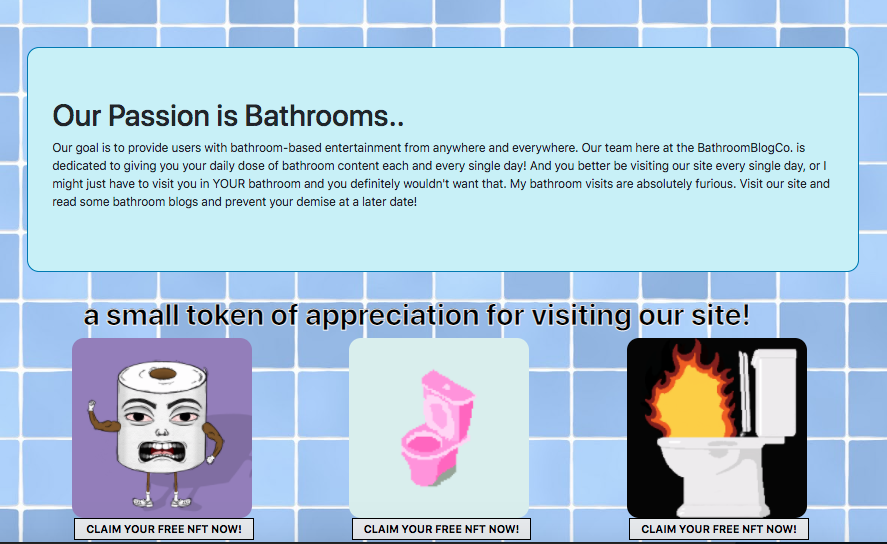 Our Passion is Bathrooms..
Our goal is to provide users with bathroom-based entertainment from anywhere and everywhere. Our team here at the BathroomBlogCo. is
dedicated to giving you your daily dose of bathroom content each and every single day! And you better be visiting our site every single day, or I
might just have to visit you in YOUR bathroom and you definitely wouldn't want that. My bathroom visits are absolutely furious. Visit our site and
read some bathroom blogs and prevent your demise at a later date!
a small token of appreciation for visiting our site!
CLAIM YOUR FREE NFT NOW! CLAIM YOUR FREE NFT NOW! CLAIM YOUR FREE NFT NOW!